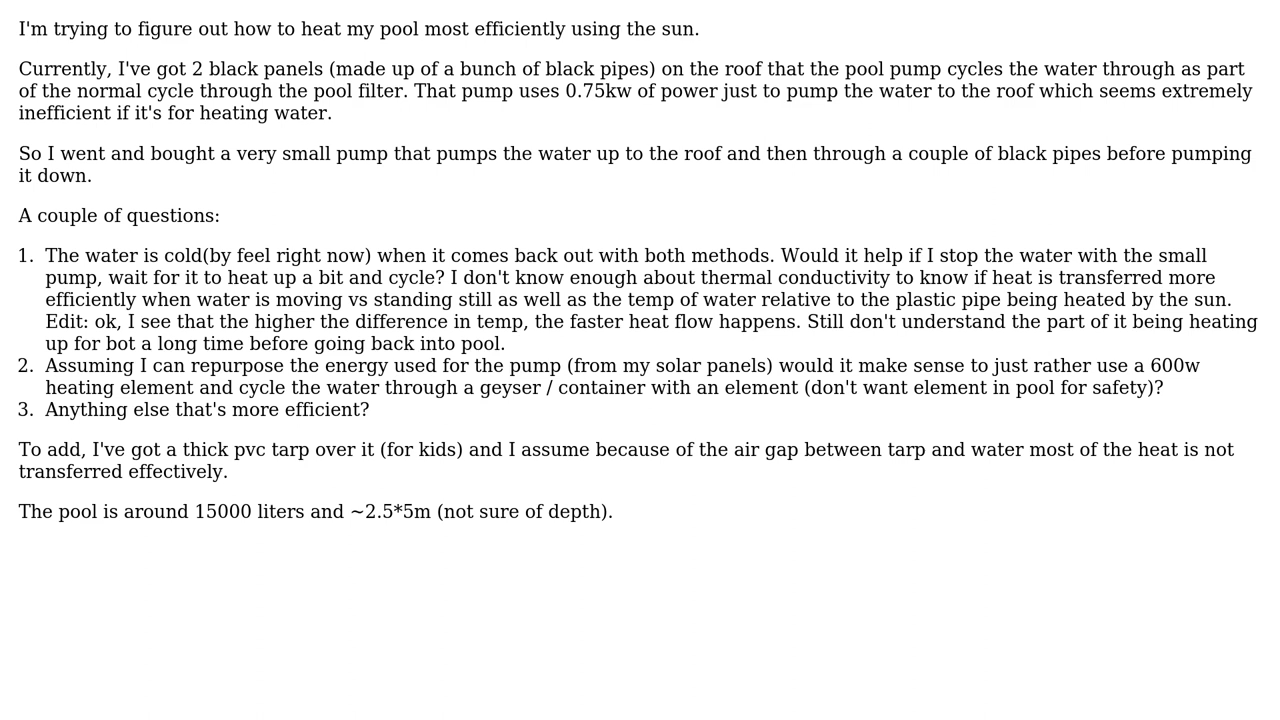 I'm trying to figure out how to heat my pool most efficiently using the sun.
Currently, I've got 2 black panels (made up of a bunch of black pipes) on the roof that the pool pump cycles the water through as part
of the normal cycle through the pool filter. That pump uses 0.75kw of power just to pump the water to the roof which seems extremely
inefficient if it's for heating water.
So I went and bought a very small pump that pumps the water up to the roof and then through a couple of black pipes before pumping
it down.
A couple of questions:
1. The water is cold(by feel right now) when it comes back out with both methods. Would it help if I stop the water with the small
pump, wait for it to heat up a bit and cycle? I don't know enough about thermal conductivity to know if heat is transferred more
efficiently when water is moving vs standing still as well as the temp of water relative to the plastic pipe being heated by the sun.
Edit: ok, I see that the higher the difference in temp, the faster heat flow happens. Still don't understand the part of it being heating
up for bot a long time before going back into pool.
2. Assuming I can repurpose the energy used for the pump (from my solar panels) would it make sense to just rather use a 600w
heating element and cycle the water through a geyser / container with an element (don't want element in pool for safety)?
3. Anything else that's more efficient?
To add, I've got a thick pvc tarp over it (for kids) and I assume because of the air gap between tarp and water most of the heat is not
transferred effectively.
The pool is around 15000 liters and ~2.5*5m (not sure of depth).